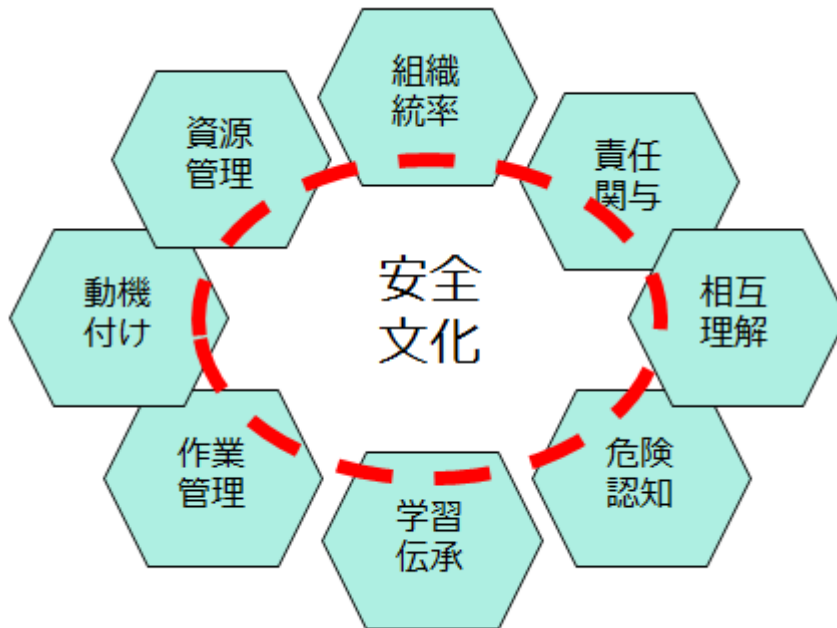 組織
統率
資源
管理
責任
関与
動機
付け
安全
文化
相互
理解
作業
管理
危険
認知
学習
伝承